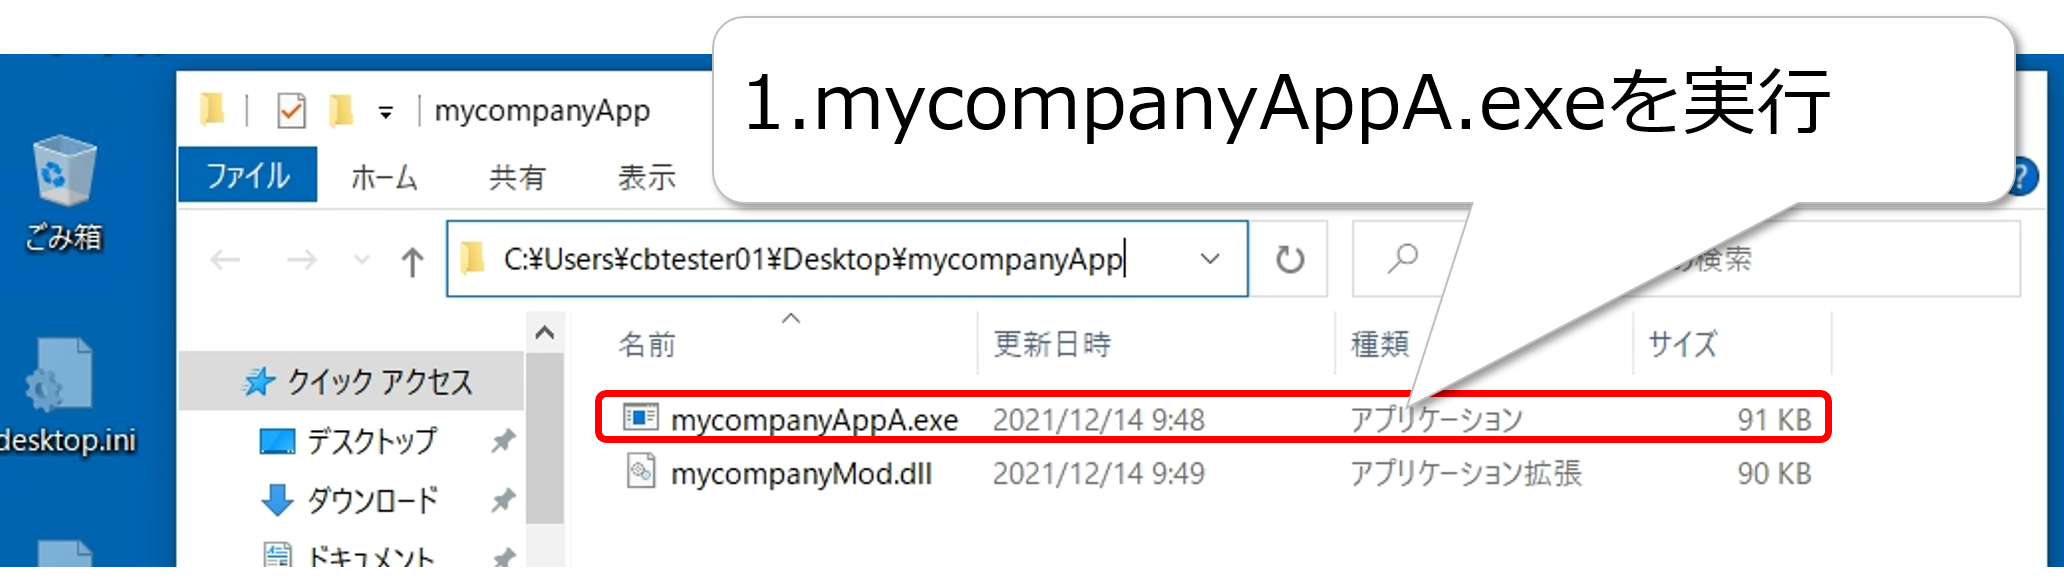 1.mycompanyAppA.exeを実行
mycompanyApp
ファイル ホーム 共有 表示
ごみ箱
C:¥Users¥cbtester01¥Desktop¥mycompanyApp
検索
名前 更新日時 種類 サイズ
クイック アクセス
mycompanyAppA.exe 2021/12/14 9:48 アプリケーション 91 KB
desktop.ini
デスクトップ
mycompanyMod.dll 2021/12/14 9:49 アプリケーション拡張 90 KB
ダウンロード
ドキュメント